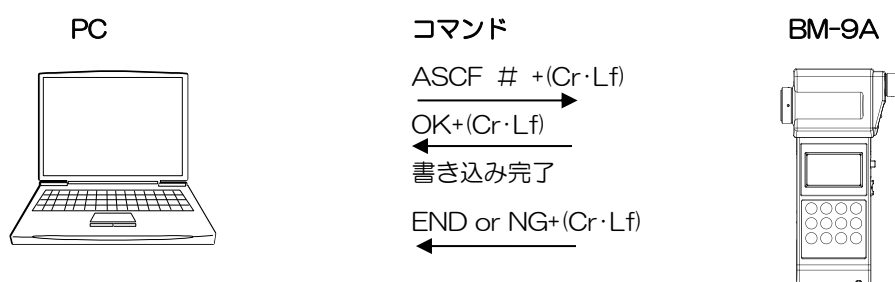 PC
コマンド
BM-9A
ASCF # +(Cr・Lf)
OK+(Cr・Lf)
書き込み完了
END or NG+(Cr・Lf)